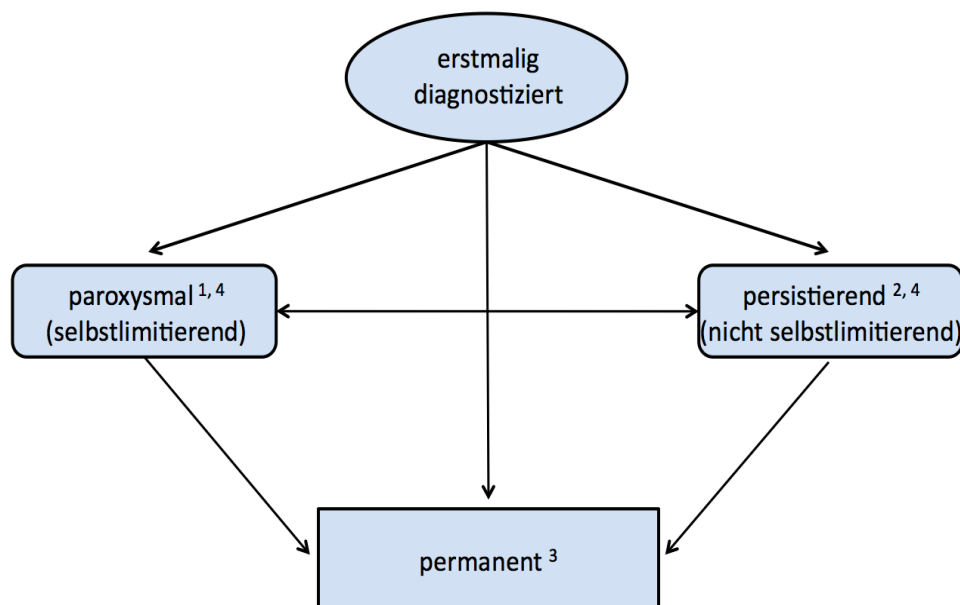 erstmalig
diagnostiziert
paroxysmal 1, 4
(selbstlimitierend)
persistierend 2, 4
(nicht selbstlimitierend)
permanent 3